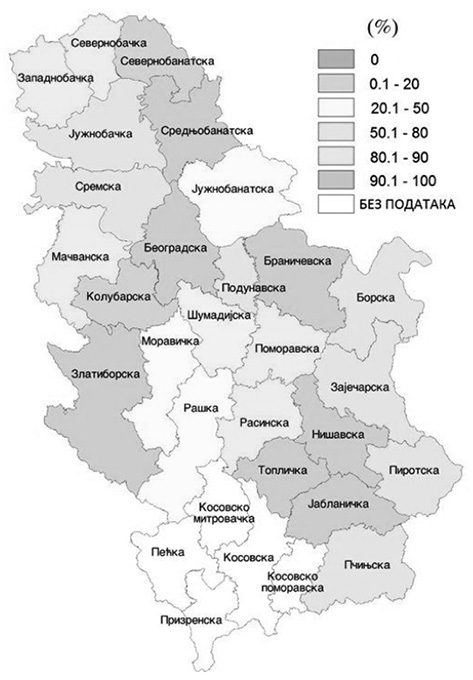 (%)
0
0.1 - 20
20.1 - 50
50.1 - 80
80.1 - 90
90.1 - 100
БЕЗ ПОДАТАКА
Севернобачка
Севернобанатска
Западнобачка
Јужнобачка
Средњобанатска
Сремска
Јужнобанатска
Мачванска
Београдска
Браничевска
Подунавска
Колубарска
Борска
Шумадијска
Моравичка
Поморавска
Златиборска
Зајечарска
Рашка
Расинска
Нишавска
Топличка
Пиротска
Јабланичка
Косовско
митровачка
Пећка
Косовска
Косовско
поморавска
Пчињска
Призренска